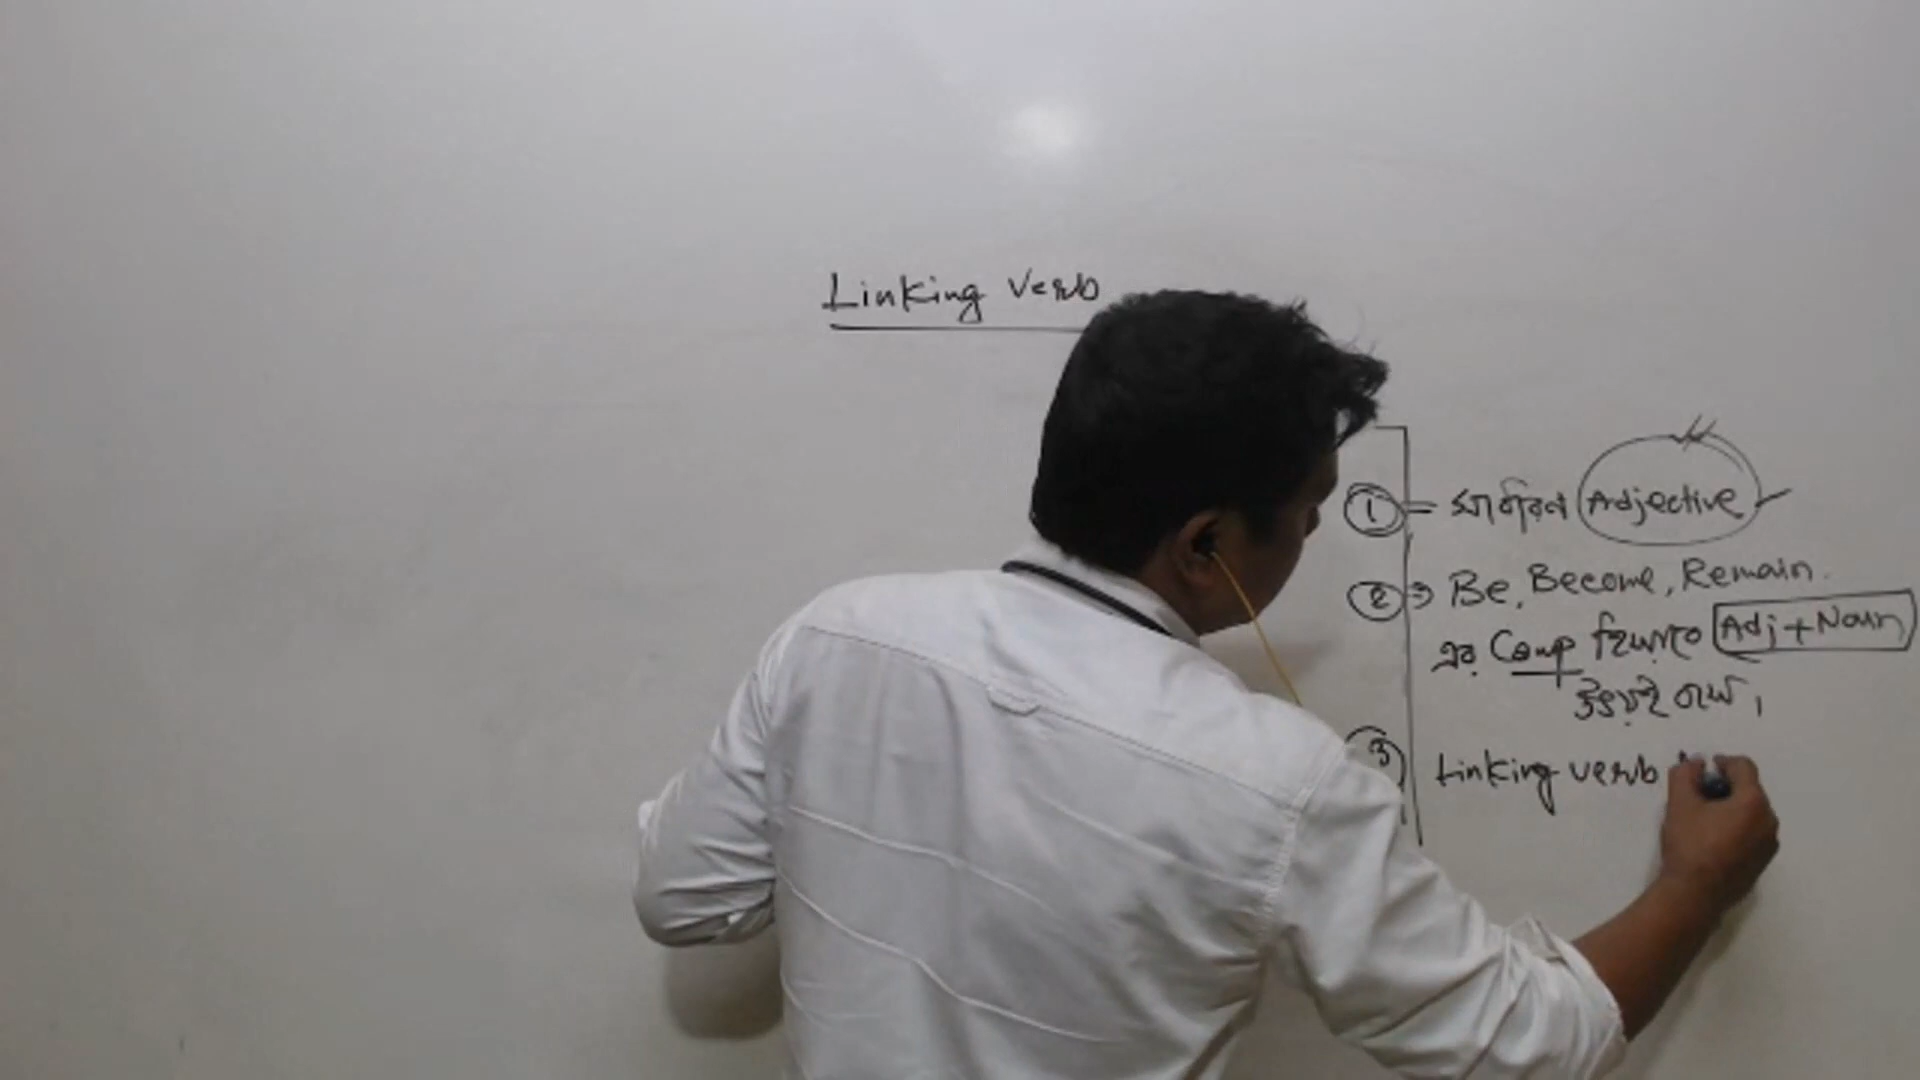 Linking Verb
① = সাধারণত Adjective
② ⇒ Be, Become, Remain.
এর Comp হিসাবে Adj + Noun
উভয়ই বসে।
③ Linking verb